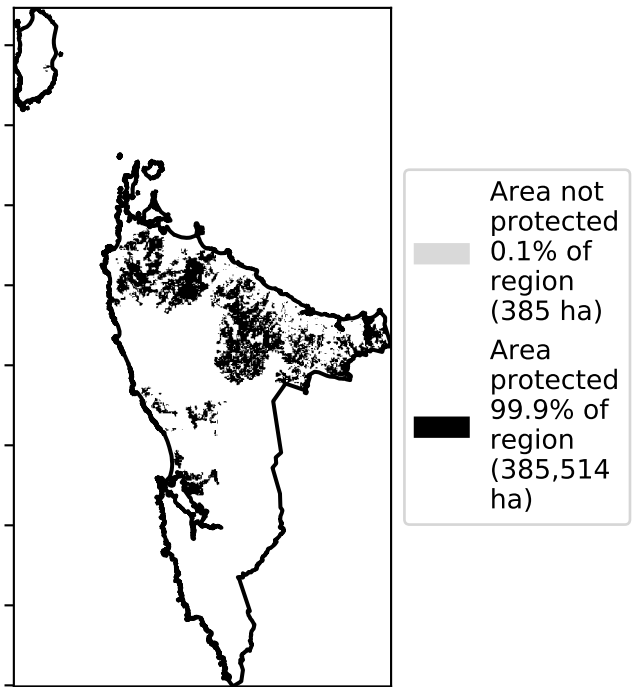 Area not
protected
0.1% of
region
(385 ha)
Area
protected
99.9% of
region
(385,514
ha)